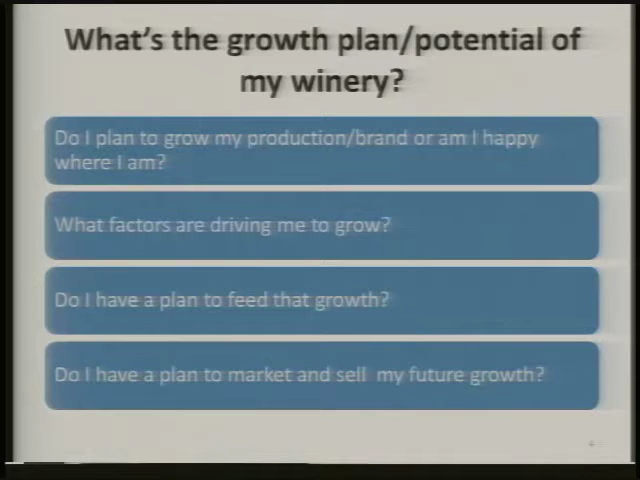 What's the growth plan/potential of
my winery?
Do I plan to grow my production/brand or am I happy
where I am?
What factors are driving me to grow?
Do I have a plan to feed that growth?
Do I have a plan to market and sell my future growth?